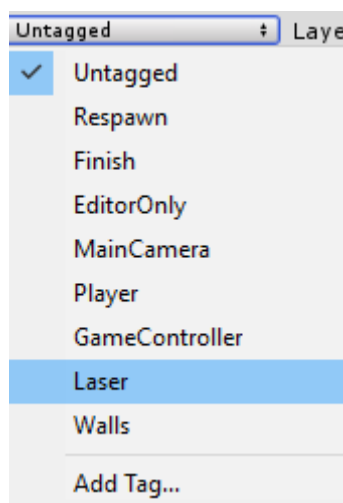 Untagged Laye
Untagged
Respawn
Finish
EditorOnly
MainCamera
Player
GameController
Laser
Walls
Add Tag...